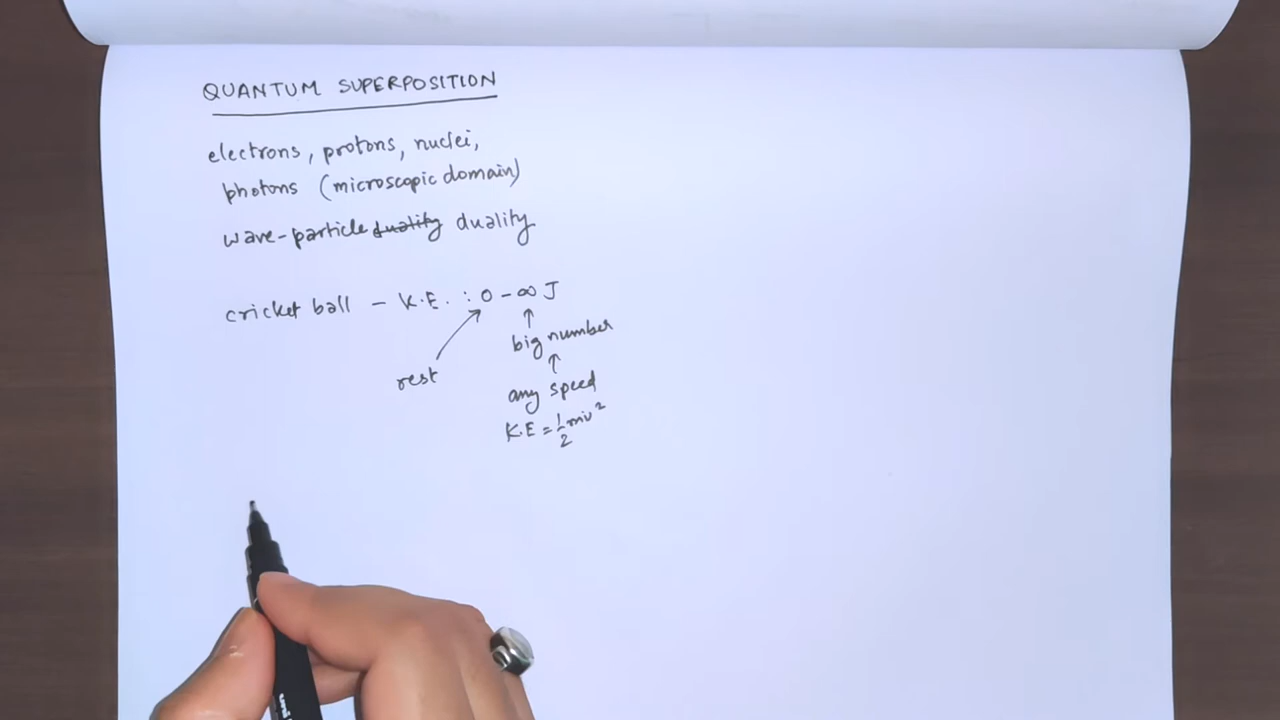 QUANTUM SUPERPOSITION
electrons, protons, nuclei,
photons (microscopic domain)
wave-particle duality duality
cricket ball - K.E. : 0 - ∞ J
big number
rest
any speed
K.E = 1/2 mv²
uni